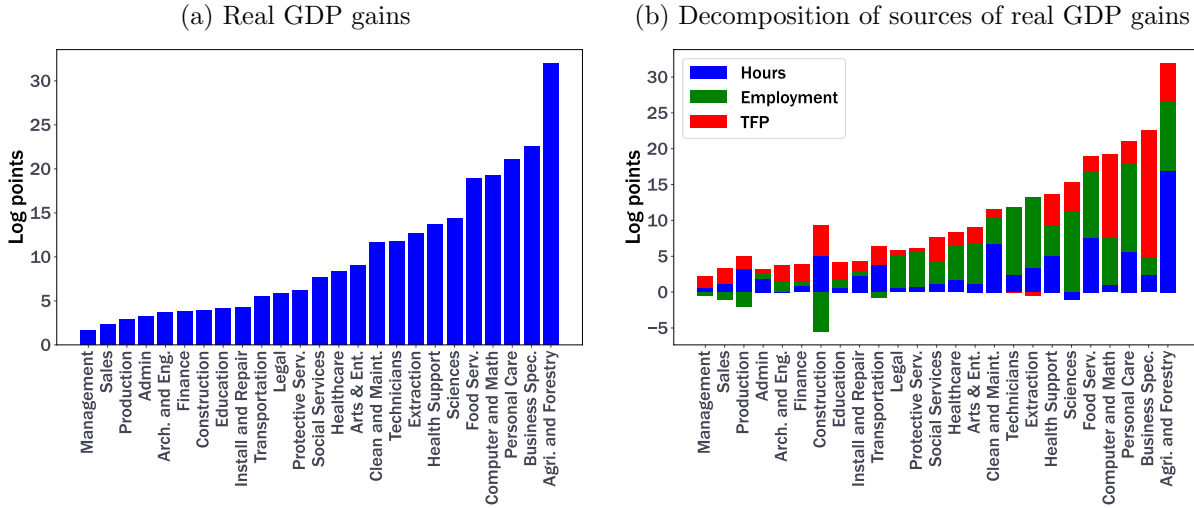 (a) Real GDP gains
Log points
30
25
20
15
10
5
0
Management
Sales
Production
Admin
Arch. and Eng.
Finance
Construction
Education
Install and Repair
Transportation
Legal
Protective Serv.
Social Services
Healthcare
Arts & Ent.
Clean and Maint.
Technicians
Extraction
Health Support
Sciences
Food Serv.
Computer and Math
Personal Care
Business Spec.
Agri. and Forestry
(b) Decomposition of sources of real GDP gains
Log points
30
25
20
15
10
5
0
−5
Hours
Employment
TFP
Management
Sales
Production
Admin
Arch. and Eng.
Finance
Construction
Education
Install and Repair
Transportation
Legal
Protective Serv.
Social Services
Healthcare
Arts & Ent.
Clean and Maint.
Technicians
Extraction
Health Support
Sciences
Food Serv.
Computer and Math
Personal Care
Business Spec.
Agri. and Forestry